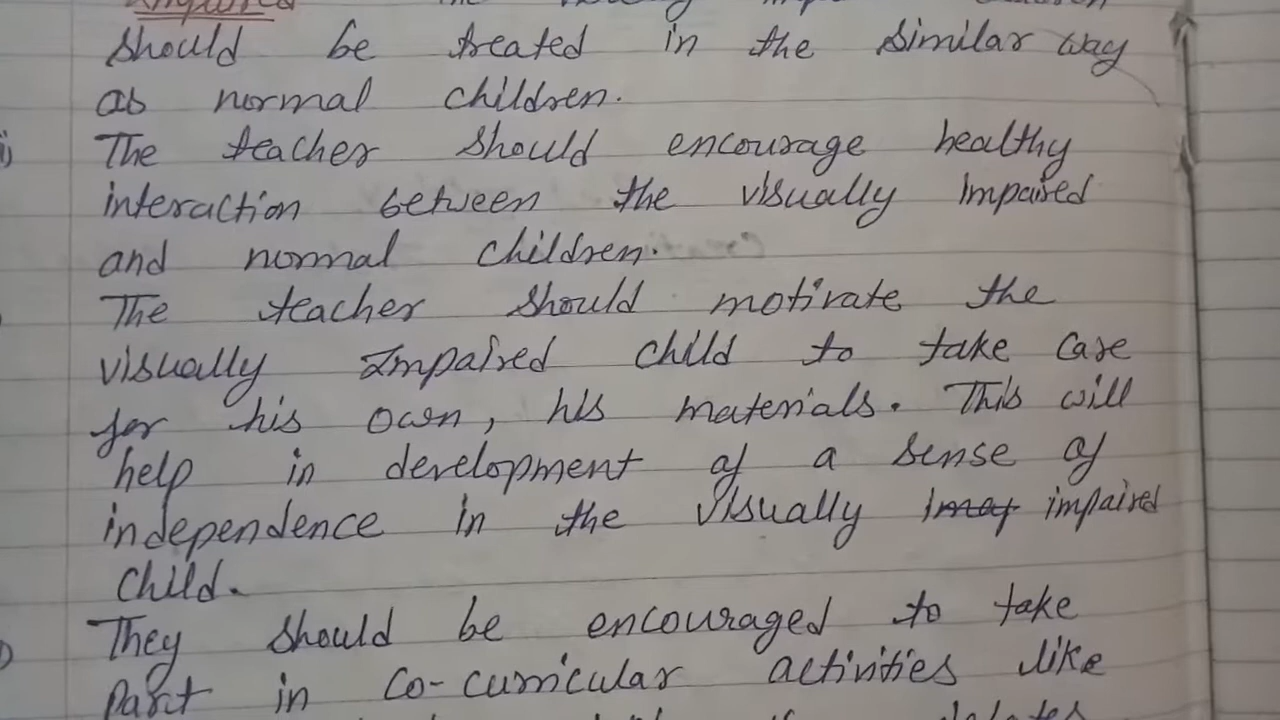 Impaired
should be treated in the similar way
as normal children.
i) The teacher should encourage healthy
interaction between the visually impaired
and normal children.
The teacher should motivate the
visually Impaired child to take care
for his own, his materials. This will
help in development of a sense of
independence in the visually imaf impaired
child.
) They should be encouraged to take
part in co-curricular activities like